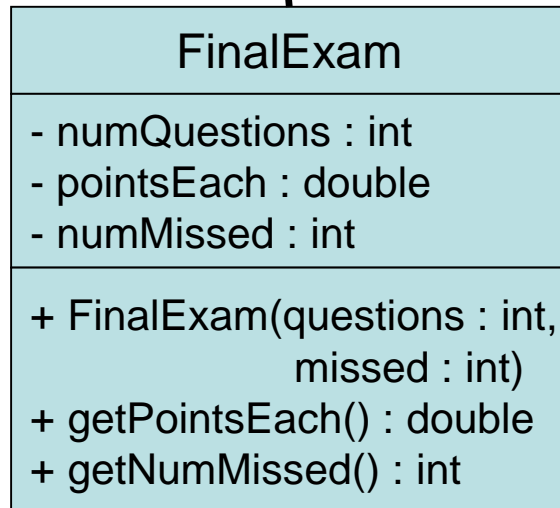 FinalExam
- numQuestions : int
- pointsEach : double
- numMissed : int
+ FinalExam(questions : int,
missed : int)
+ getPointsEach() : double
+ getNumMissed() : int